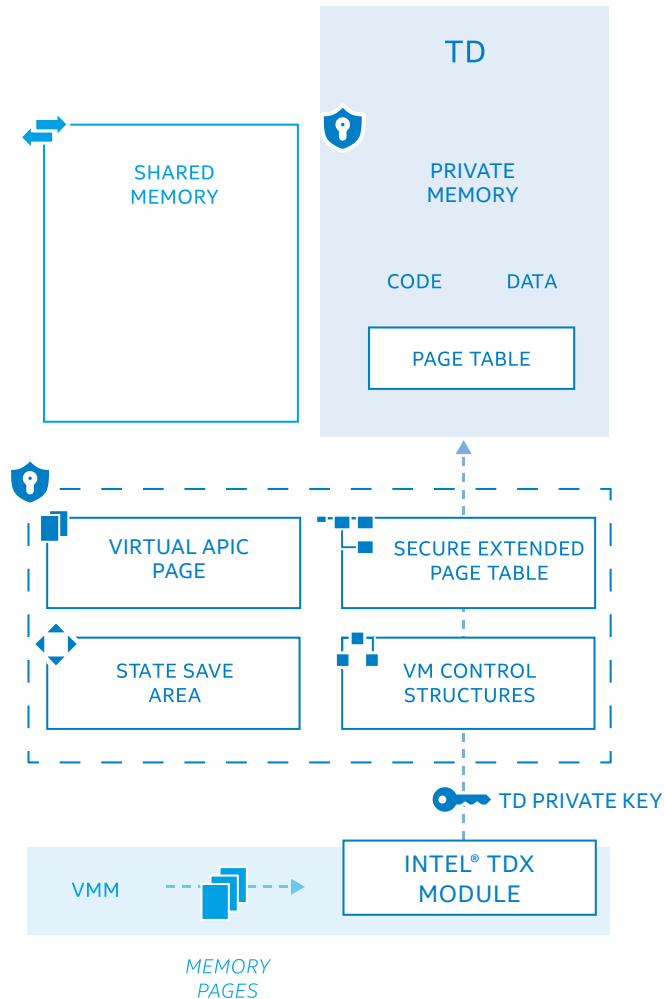 TD
SHARED
MEMORY
PRIVATE
MEMORY
CODE
DATA
PAGE TABLE
VIRTUAL APIC
PAGE
SECURE EXTENDED
PAGE TABLE
STATE SAVE
AREA
VM CONTROL
STRUCTURES
TD PRIVATE KEY
INTEL® TDX
MODULE
VMM
MEMORY
PAGES